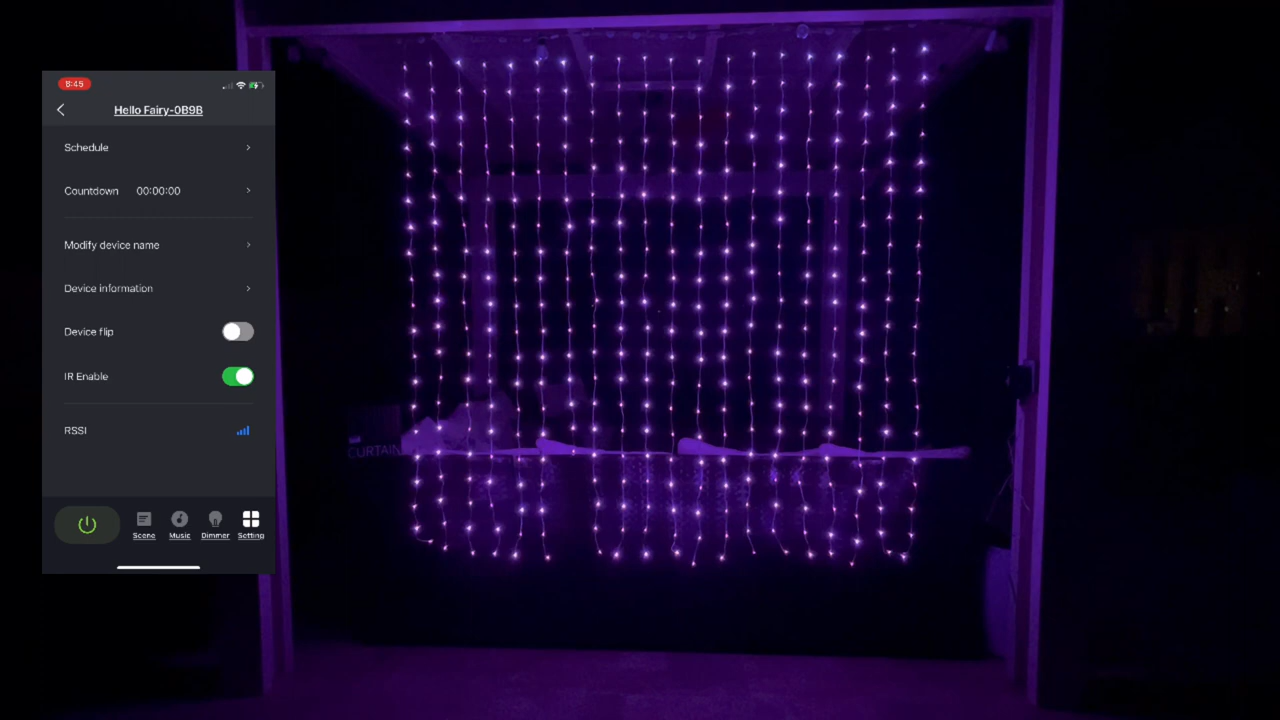 8:45
Hello Fairy-0B9B
Schedule
Countdown 00:00:00
Modify device name
Device information
Device flip
IR Enable
RSSI
Scene Music Dimmer Setting
CURTAIN